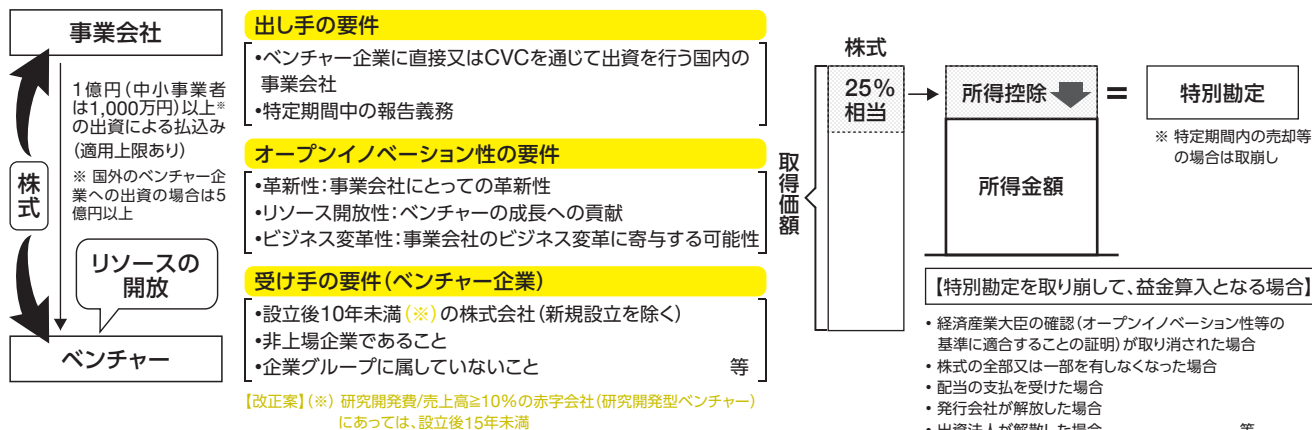 事業会社
1億円(中小事業者
は1,000万円)以上※
の出資による払込み
(適用上限あり)
※ 国外のベンチャー企
業への出資の場合は5
億円以上
株式
リソースの
開放
ベンチャー
出し手の要件
•ベンチャー企業に直接又はCVCを通じて出資を行う国内の
事業会社
•特定期間中の報告義務
オープンイノベーション性の要件
•革新性:事業会社にとっての革新性
•リソース開放性:ベンチャーの成長への貢献
•ビジネス変革性:事業会社のビジネス変革に寄与する可能性
受け手の要件(ベンチャー企業)
•設立後10年未満(※)の株式会社(新規設立を除く)
•非上場企業であること
•企業グループに属していないこと 等
【改正案】(※) 研究開発費/売上高≧10%の赤字会社(研究開発型ベンチャー)
にあっては、設立後15年未満
取得価額
株式
25%
相当
所得控除
=
特別勘定
※ 特定期間内の売却等
の場合は取崩し
所得金額
【特別勘定を取り崩して、益金算入となる場合】
• 経済産業大臣の確認(オープンイノベーション性等の
基準に適合することの証明)が取り消された場合
• 株式の全部又は一部を有しなくなった場合
• 配当の支払を受けた場合
• 発行会社が解放した場合
• 出資法人が解散した場合 等